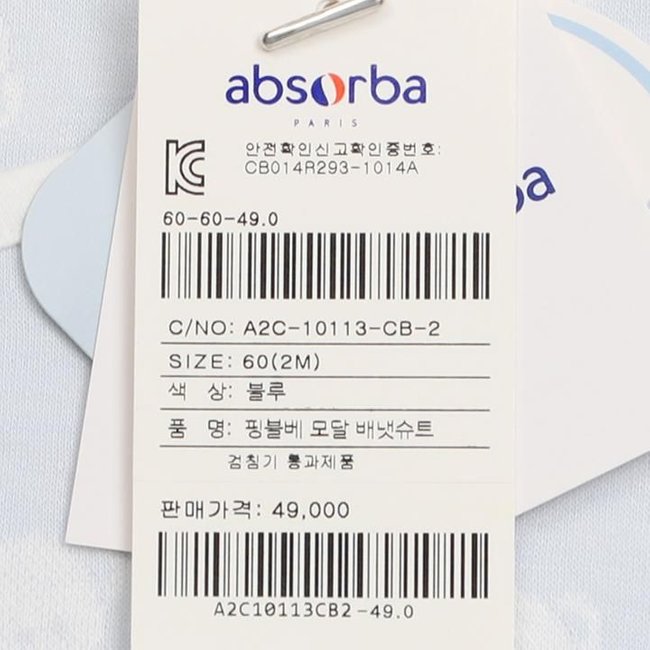 absorba
PARIS
안전확인신고확인증번호:
CB014R293-1014A
60-60-49.0
C/NO: A2C-10113-CB-2
SIZE: 60(2M)
색 상: 블루
품 명: 핑블베 모달 배냇슈트
검침기 통과제품
판매가격: 49,000
A2C10113CB2-49.0
ba